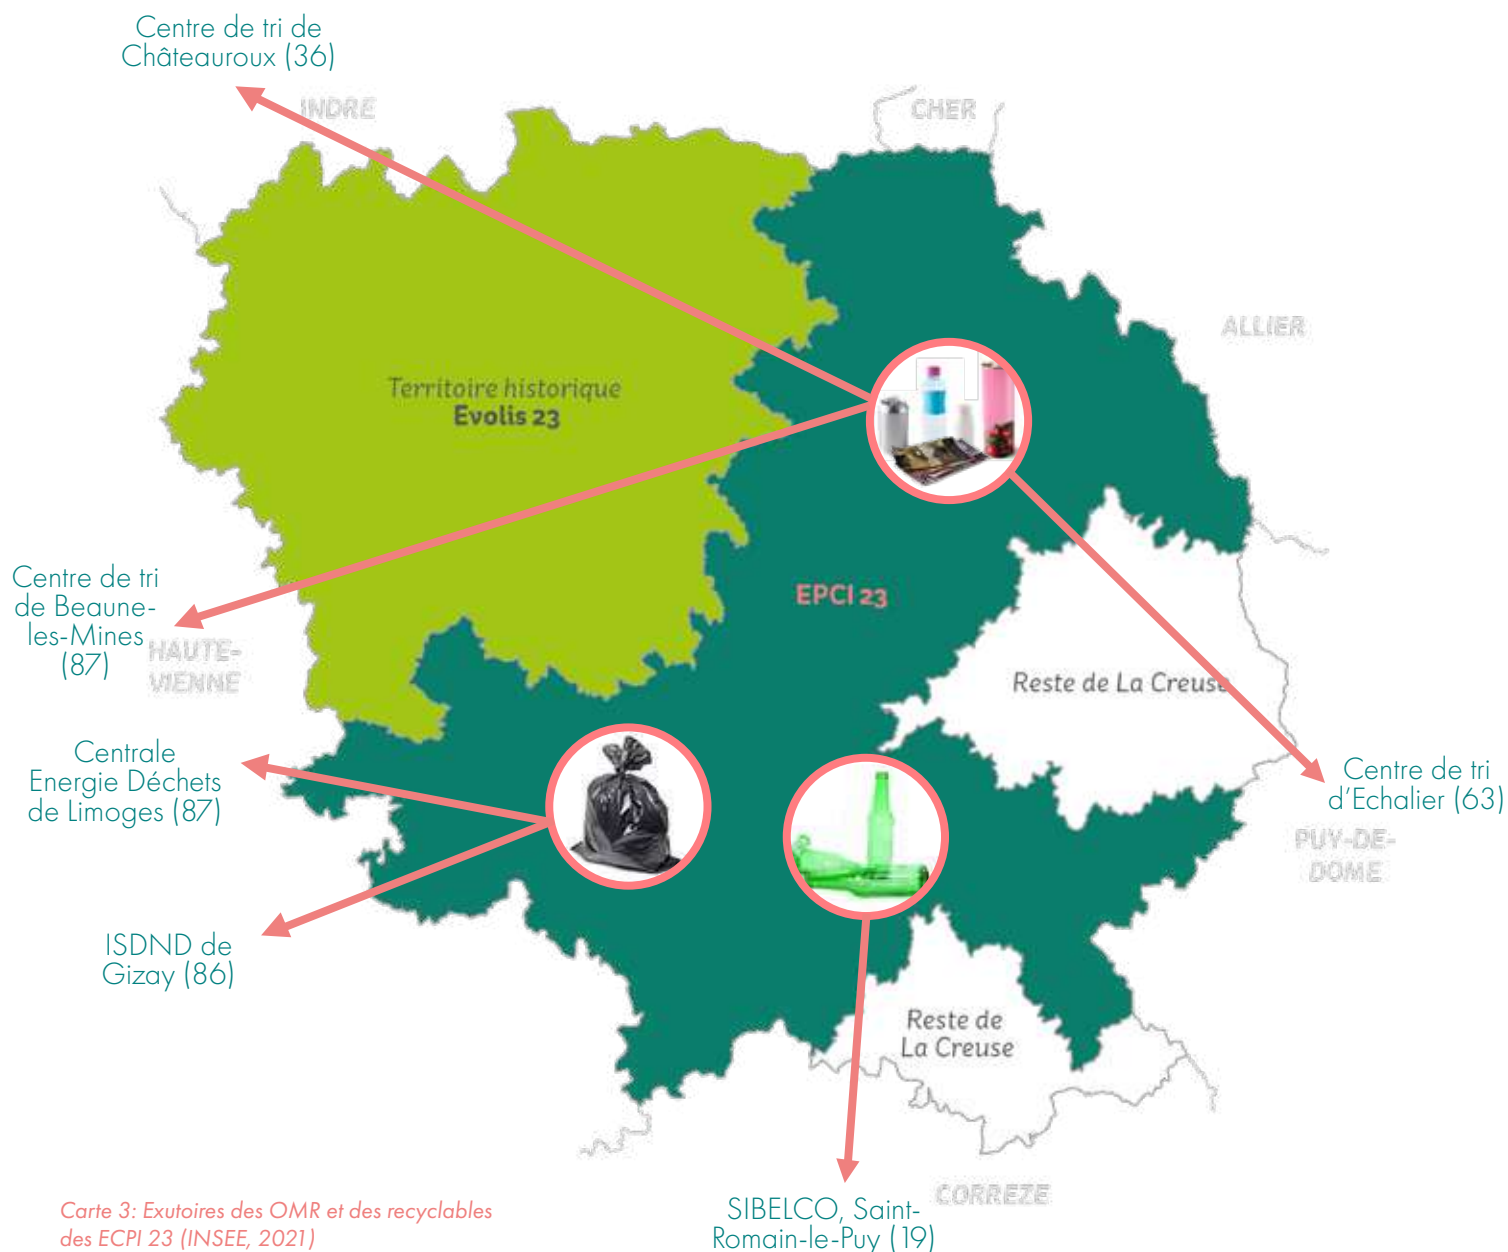 Centre de tri de
Châteauroux (36)
INDRE
CHER
ALLIER
Territoire historique
Evolis 23
Centre de tri
de Beaune-
les-Mines
(87)
HAUTE-
VIENNE
EPCI 23
Reste de La Creuse
Centrale
Energie Déchets
de Limoges (87)
Centre de tri
d'Echalier (63)
PUY-DE-
DOME
ISDND de
Gizay (86)
Reste de
La Creuse
CORREZE
SIBELCO, Saint-
Romain-le-Puy (19)
Carte 3: Exutoires des OMR et des recyclables
des ECPI 23 (INSEE, 2021)